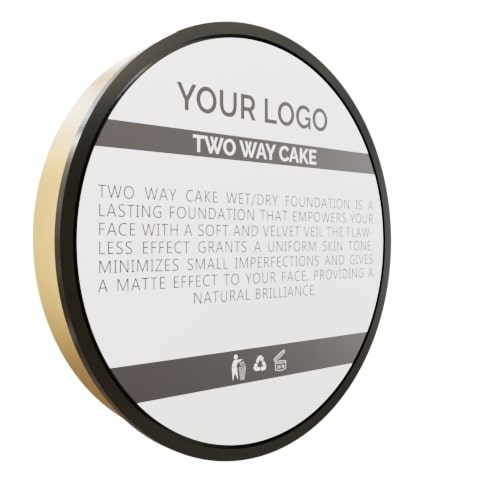 YOUR LOGO
TWO WAY CAKE
TWO WAY CAKE WET/DRY FOUNDATION IS A
LASTING FOUNDATION THAT EMPOWERS YOUR
FACE WITH A SOFT AND VELVET VEIL THE FLAW-
LESS EFFECT GRANTS A UNIFORM SKIN TONE,
MINIMIZES SMALL IMPERFECTIONS AND GIVES
A MATTE EFFECT TO YOUR FACE, PROVIDING A
NATURAL BRILLIANCE.